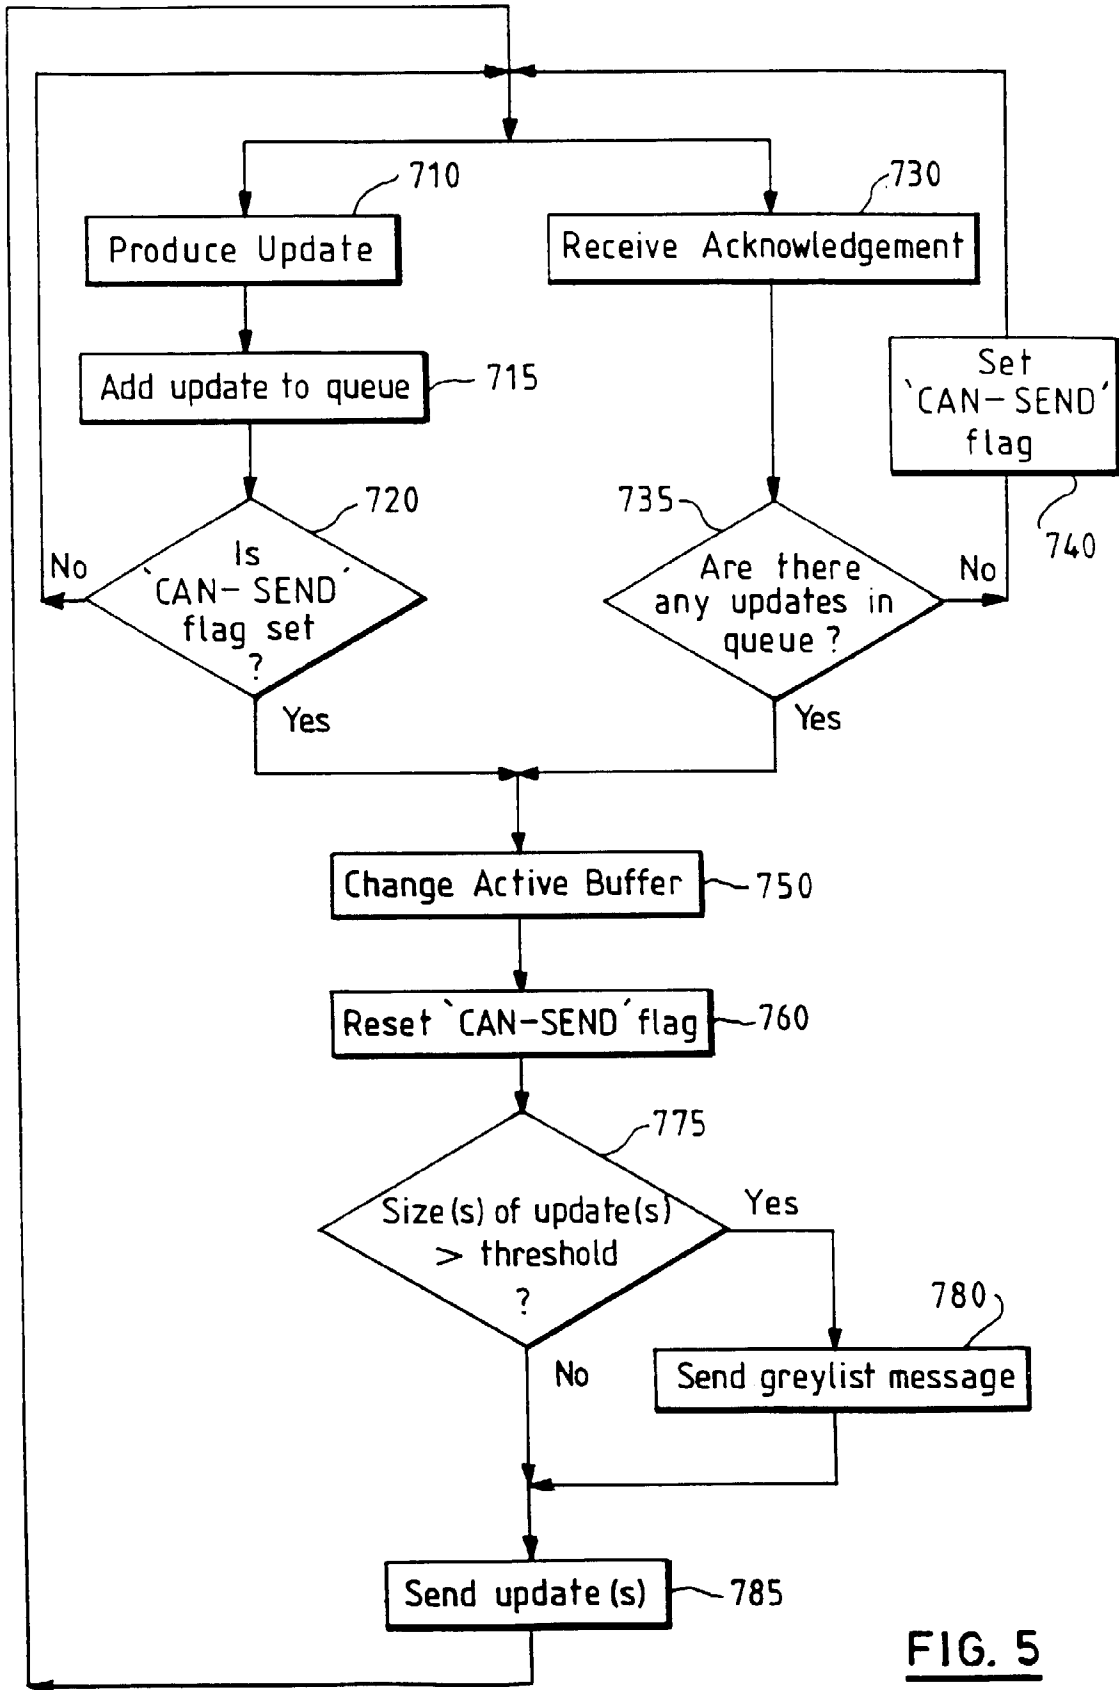 710
730
Produce Update
Receive Acknowledgement
Add update to queue
715
Set
`CAN-SEND´
flag
740
720
Is
`CAN-SEND´
flag set
?
No
Yes
735
Are there
any updates in
queue ?
No
Yes
Change Active Buffer
750
Reset `CAN-SEND´ flag
760
775
Size(s) of update(s)
> threshold
?
Yes
No
780
Send greylist message
Send update(s)
785
FIG. 5